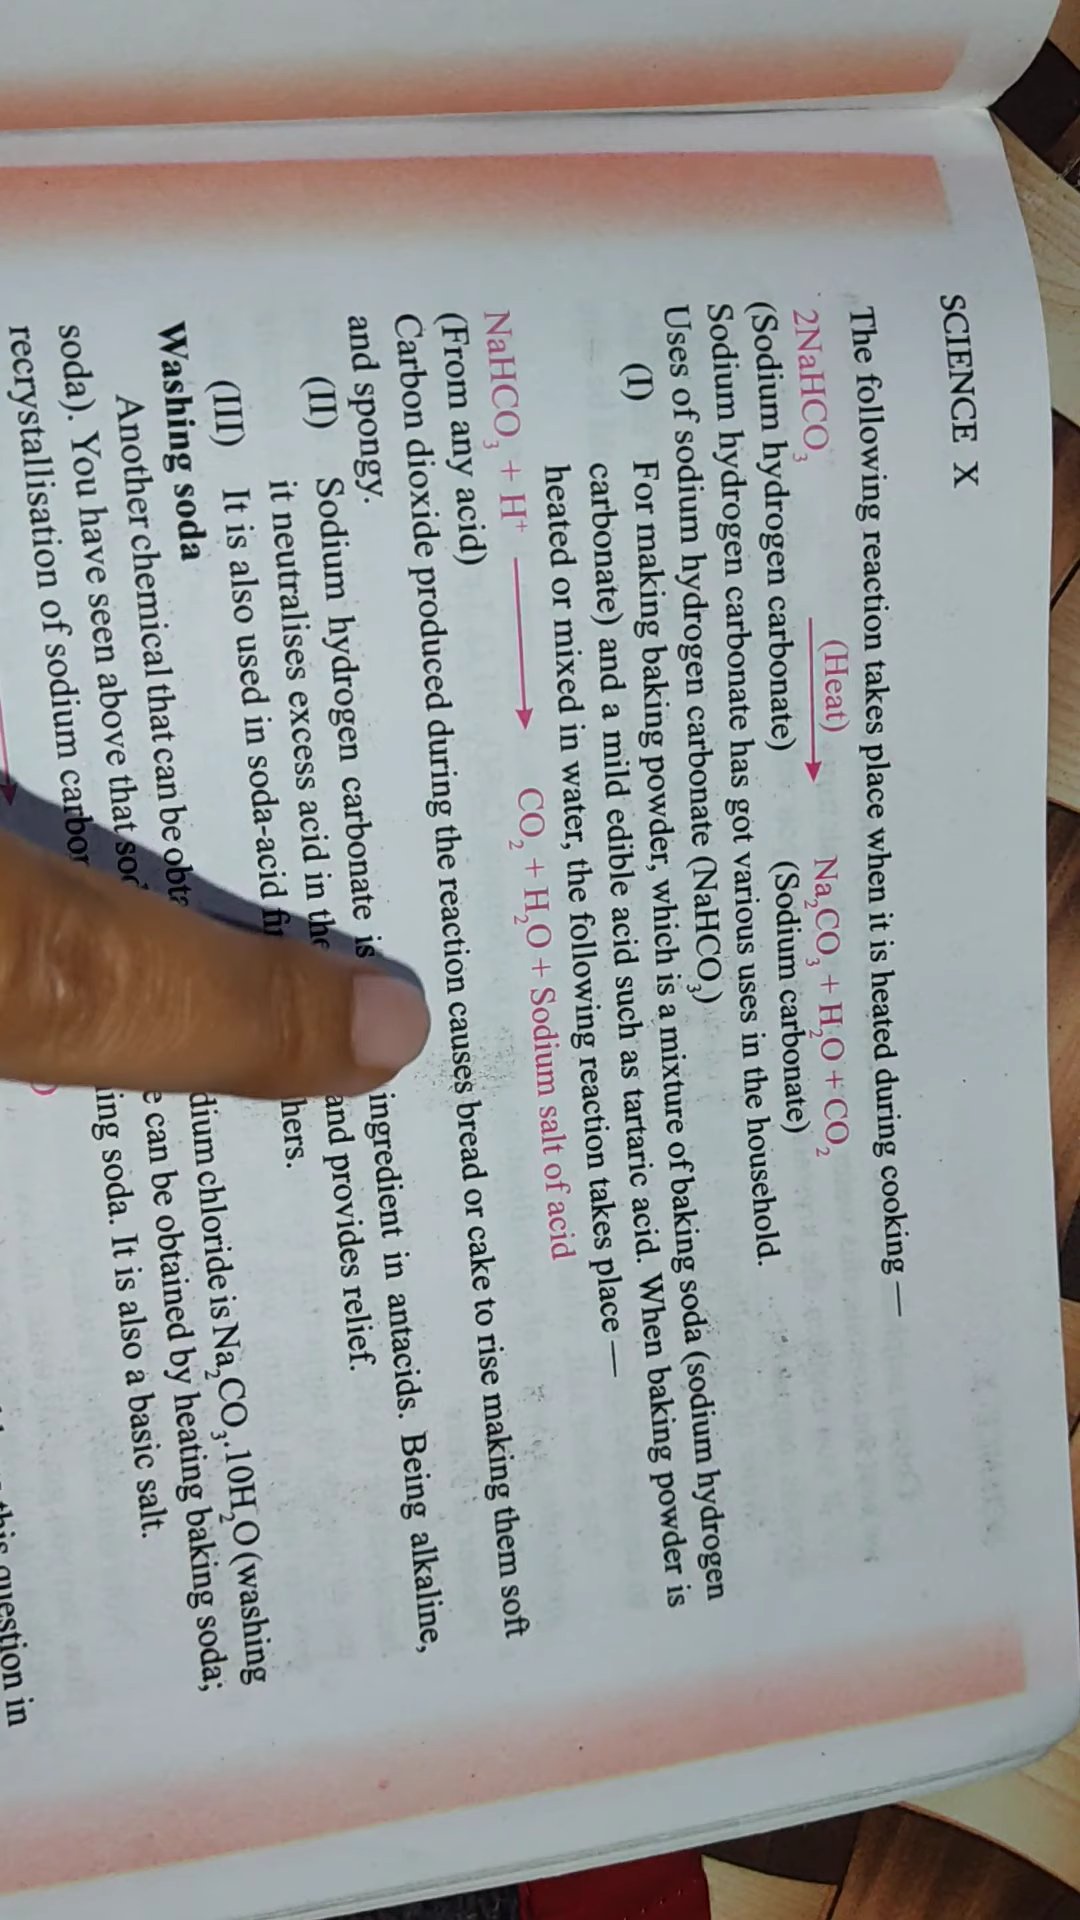 SCIENCE X
The following reaction takes place when it is heated during cooking —
2NaHCO₃ (Heat) → Na₂CO₃ + H₂O + CO₂
(Sodium hydrogen carbonate) (Sodium carbonate)
Sodium hydrogen carbonate has got various uses in the household.
Uses of sodium hydrogen carbonate (NaHCO₃)
(I) For making baking powder, which is a mixture of baking soda (sodium hydrogen
carbonate) and a mild edible acid such as tartaric acid. When baking powder is
heated or mixed in water, the following reaction takes place —
NaHCO₃ + H⁺ → CO₂ + H₂O + Sodium salt of acid
(From any acid)
Carbon dioxide produced during the reaction causes bread or cake to rise making them soft
and spongy.
(II) Sodium hydrogen carbonate is ingredient in antacids. Being alkaline,
it neutralises excess acid in the and provides relief.
(III) It is also used in soda-acid
Washing soda
Another chemical that can be chloride is Na₂CO₃.10H₂O (washing
soda). You have seen above that can be obtained by heating baking soda;
recrystallisation of sodium soda. It is also a basic salt.
this question in